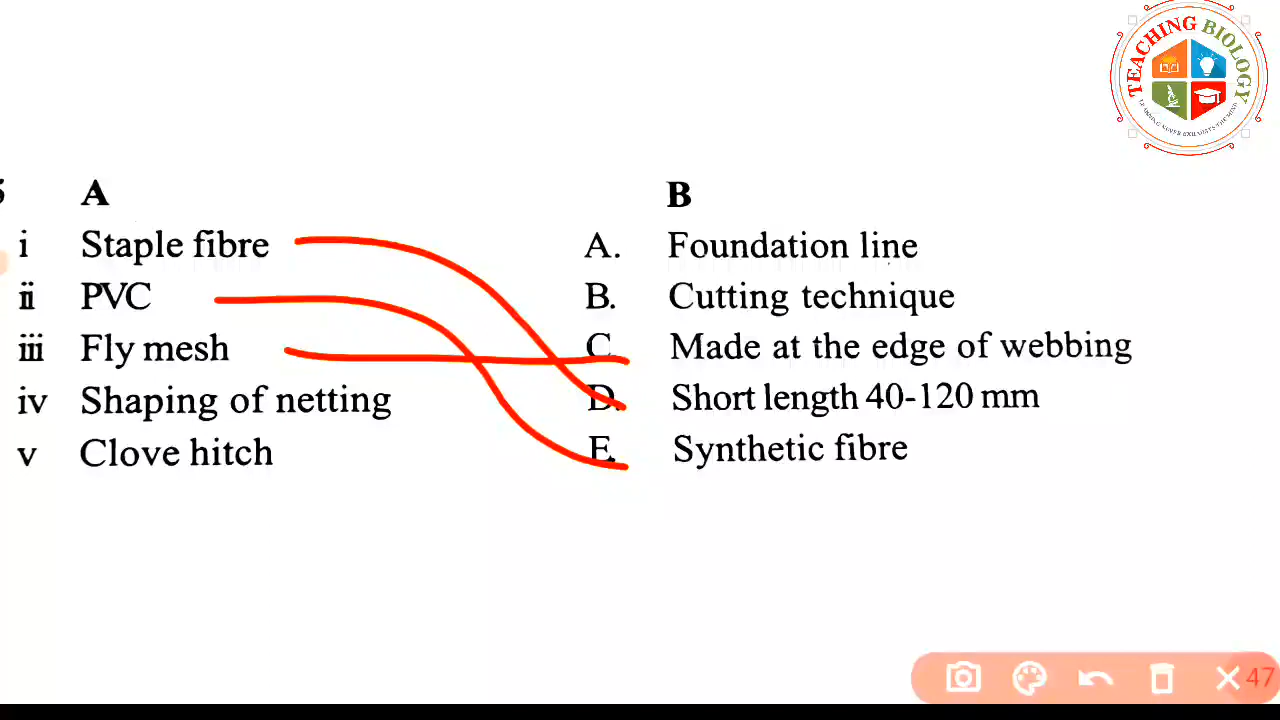 TEACHING BIOLOGY
A B
i Staple fibre A. Foundation line
ii PVC B. Cutting technique
iii Fly mesh C. Made at the edge of webbing
iv Shaping of netting D. Short length 40-120 mm
v Clove hitch E. Synthetic fibre
47